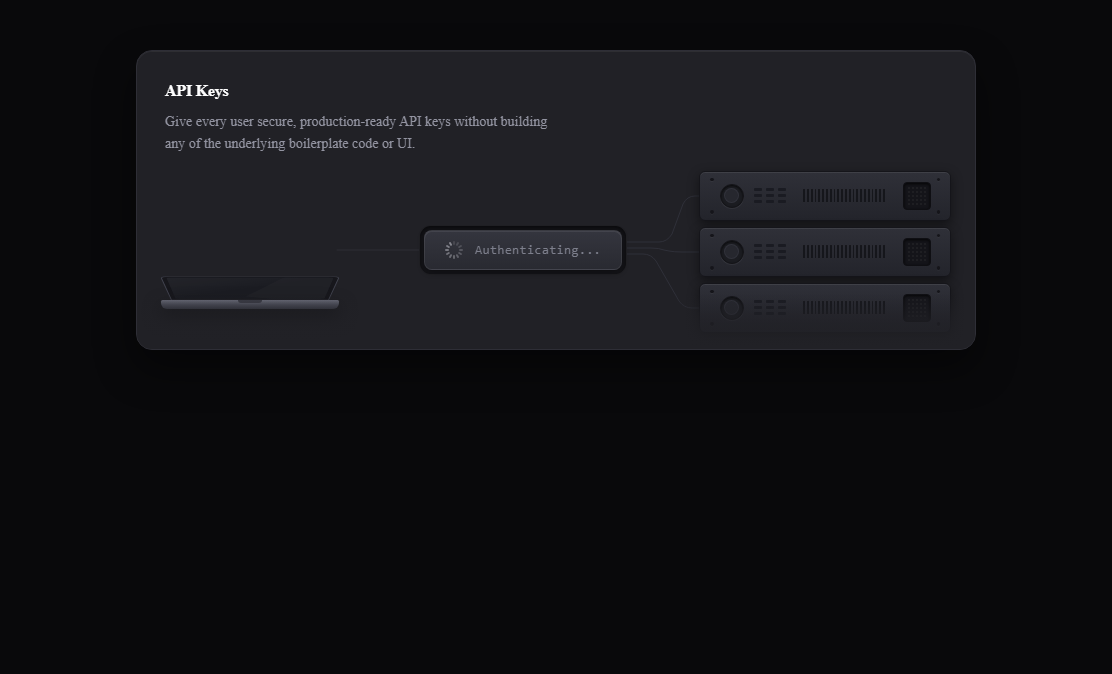 API Keys
Give every user secure, production-ready API keys without building
any of the underlying boilerplate code or UI.
Authenticating...